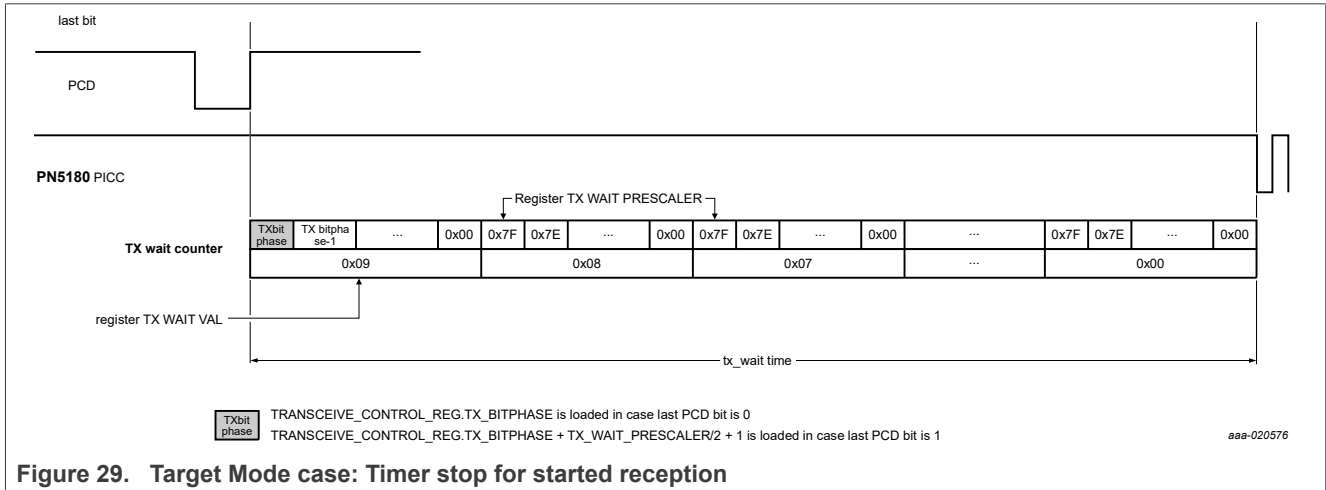 last bit
PCD
PN5180 PICC
Register TX WAIT PRESCALER
TX wait counter
TXbit
phase
TX bitpha
se-1
...
0x00
0x7F
0x7E
...
0x00
0x7F
0x7E
...
0x00
...
0x7F
0x7E
...
0x00
0x09
0x08
0x07
...
0x00
register TX WAIT VAL
tx_wait time
TXbit
phase
TRANSCEIVE_CONTROL_REG.TX_BITPHASE is loaded in case last PCD bit is 0
TRANSCEIVE_CONTROL_REG.TX_BITPHASE + TX_WAIT_PRESCALER/2 + 1 is loaded in case last PCD bit is 1
aaa-020576
Figure 29. Target Mode case: Timer stop for started reception